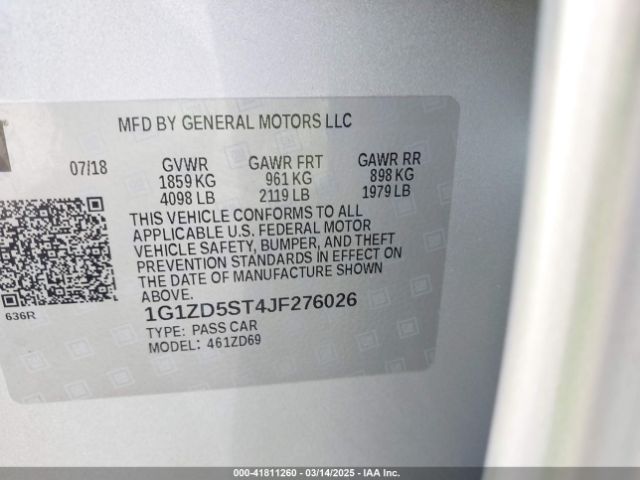 MFD BY GENERAL MOTORS LLC
07/18 GVWR GAWR FRT GAWR RR
1859 KG 961 KG 898 KG
4098 LB 2119 LB 1979 LB
THIS VEHICLE CONFORMS TO ALL
APPLICABLE U.S. FEDERAL MOTOR
VEHICLE SAFETY, BUMPER, AND THEFT
PREVENTION STANDARDS IN EFFECT ON
THE DATE OF MANUFACTURE SHOWN
ABOVE.
636R
1G1ZD5ST4JF276026
TYPE: PASS CAR
MODEL: 461ZD69
000-41811260 - 03/14/2025 - IAA Inc.